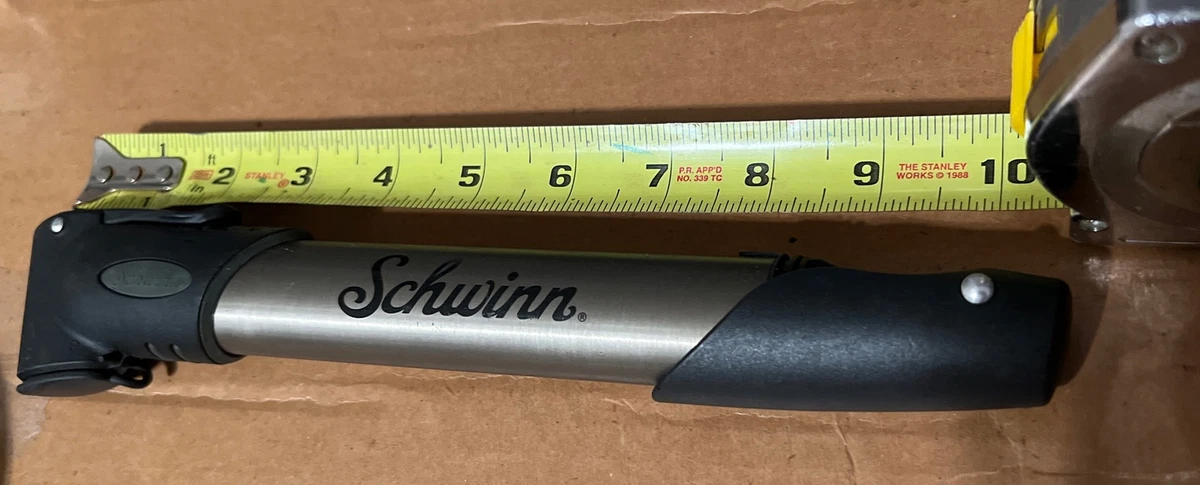 1
ft
2 3 4 5 6 7 8 9 10
in
STANLEY®
P.R. APP'D
NO. 339 TC
THE STANLEY
WORKS © 1988
1
Schwinn®